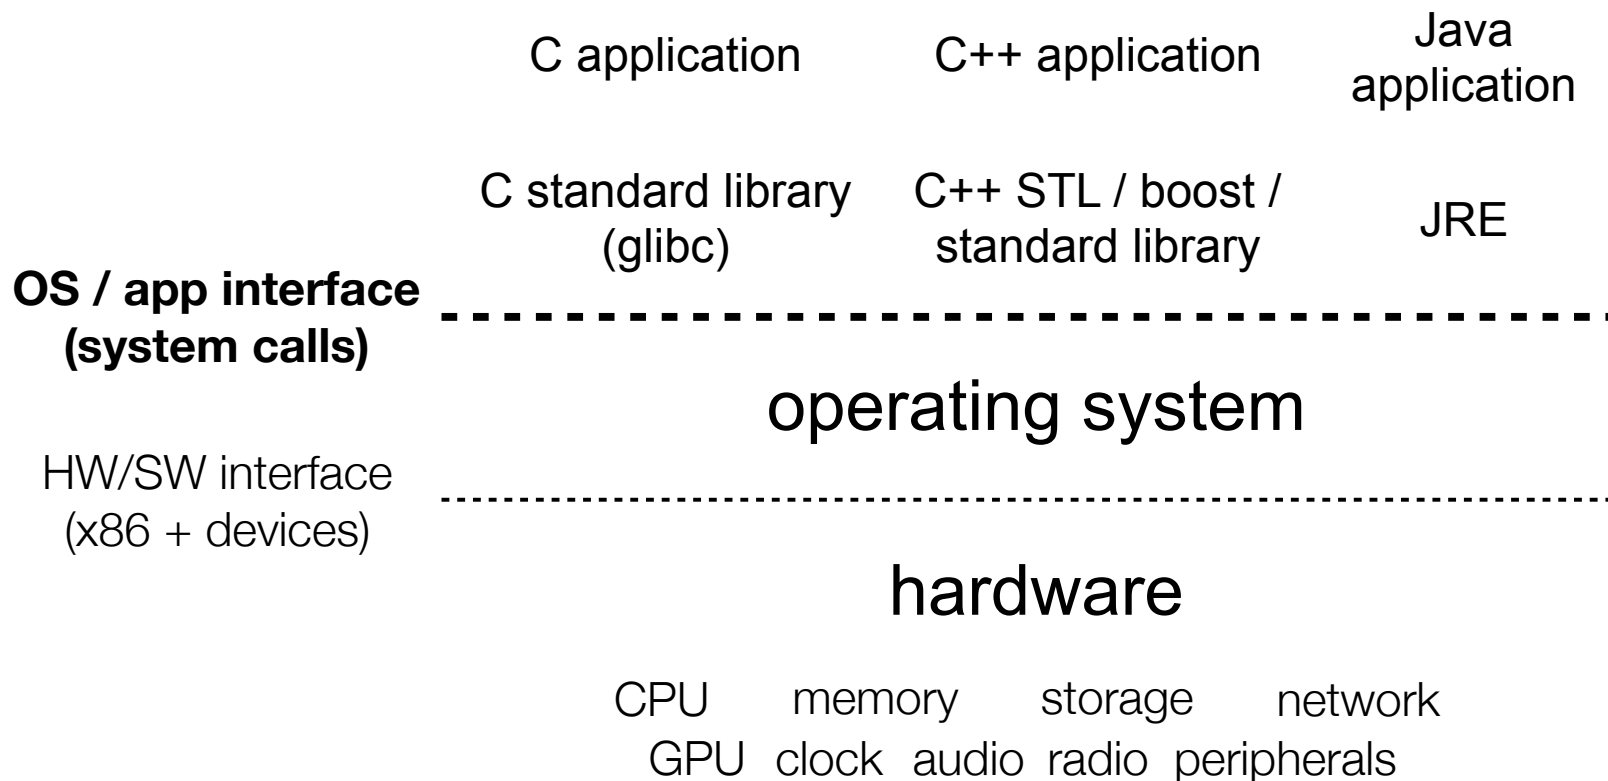 C application
C++ application
Java
application
C standard library
(glibc)
C++ STL / boost /
standard library
JRE
OS / app interface
(system calls)
operating system
HW/SW interface
(x86 + devices)
hardware
CPU memory storage network
GPU clock audio radio peripherals